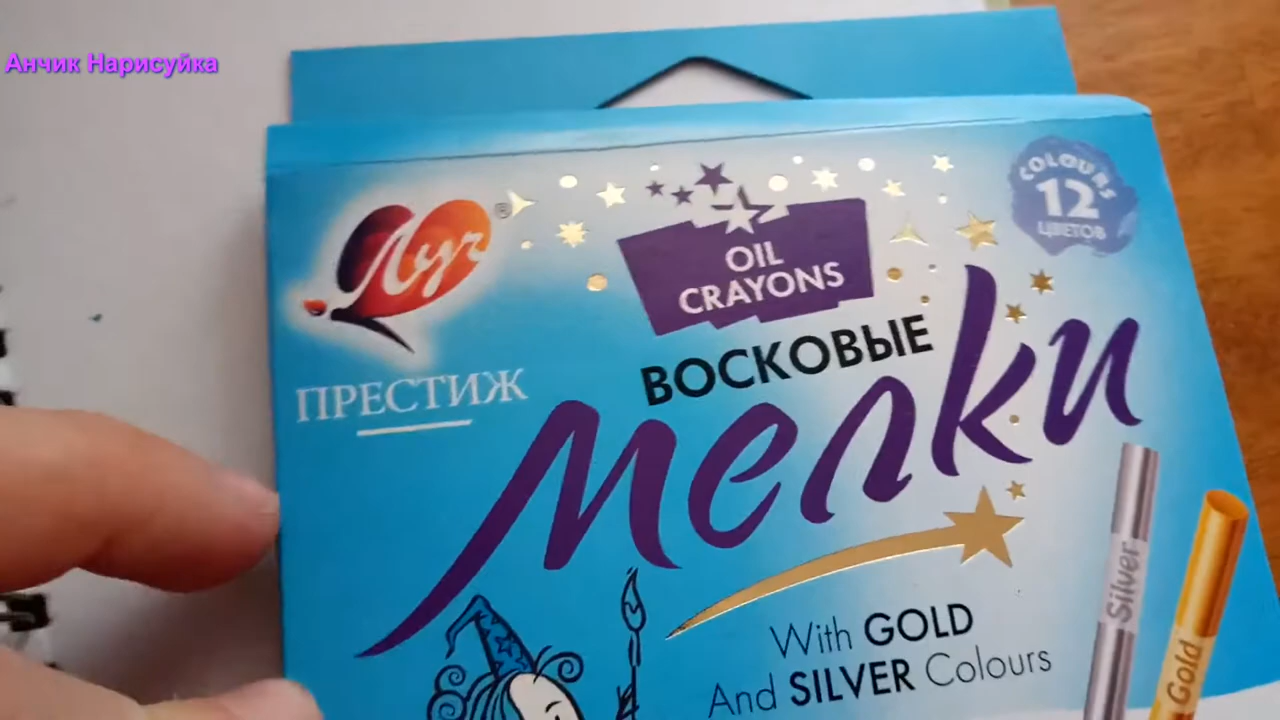 Анчик Нарисуйка
Луч ®
ПРЕСТИЖ
OIL
CRAYONS
COLOURS
12
ЦВЕТОВ
ВОСКОВЫЕ
мелки
With GOLD
And SILVER Colours
Silver
Gold